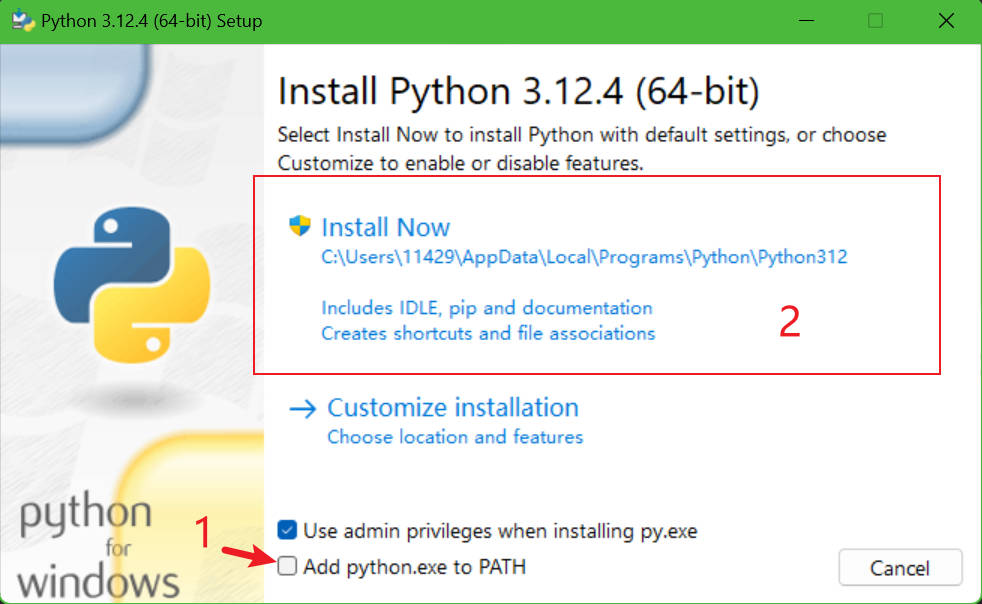 Python 3.12.4 (64-bit) Setup
Install Python 3.12.4 (64-bit)
Select Install Now to install Python with default settings, or choose
Customize to enable or disable features.
Install Now
C:\Users\11429\AppData\Local\Programs\Python\Python312
Includes IDLE, pip and documentation
Creates shortcuts and file associations
2
Customize installation
Choose location and features
python
for
windows
1
Use admin privileges when installing py.exe
Add python.exe to PATH
Cancel